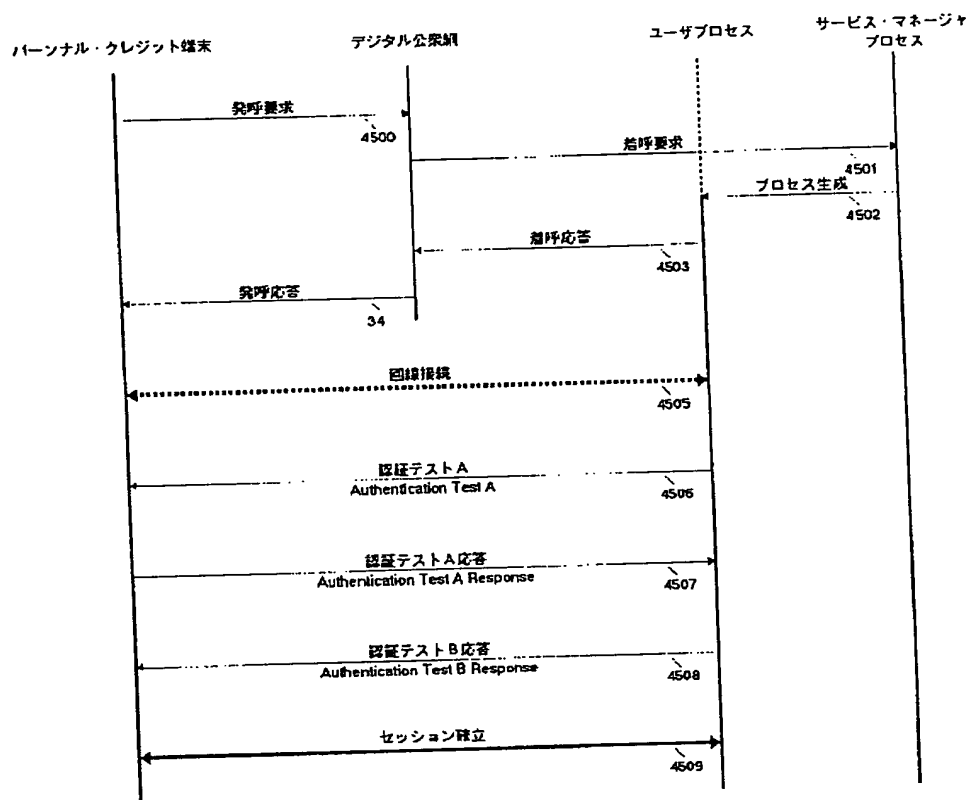 パーソナル・クレジット端末
デジタル公衆網
ユーザプロセス
サービス・マネージャ
プロセス
発呼要求
4500
着呼要求
4501
プロセス生成
4502
着呼応答
4503
発呼応答
34
回線接続
4505
認証テストA
Authentication Test A
4506
認証テストA応答
Authentication Test A Response
4507
認証テストB応答
Authentication Test B Response
4508
セッション確立
4509